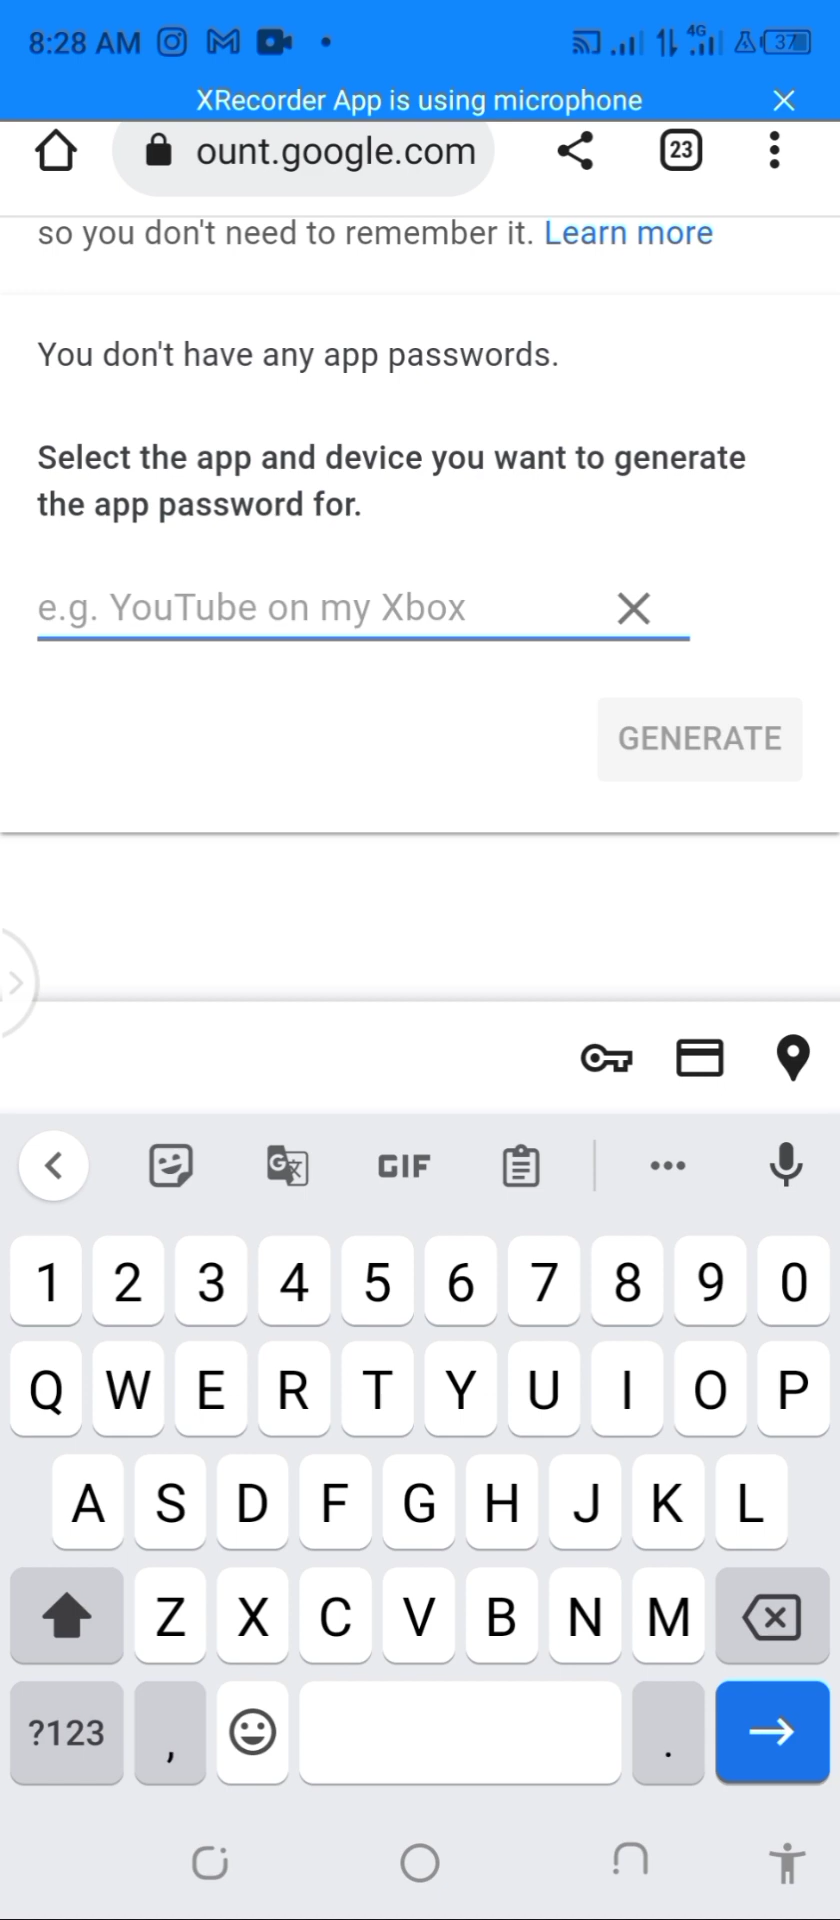 8:28 AM 4G 37
XRecorder App is using microphone
ount.google.com 23
so you don't need to remember it. Learn more
You don't have any app passwords.
Select the app and device you want to generate
the app password for.
e.g. YouTube on my Xbox
GENERATE
GIF
1 2 3 4 5 6 7 8 9 0
Q W E R T Y U I O P
A S D F G H J K L
Z X C V B N M
?123 , .